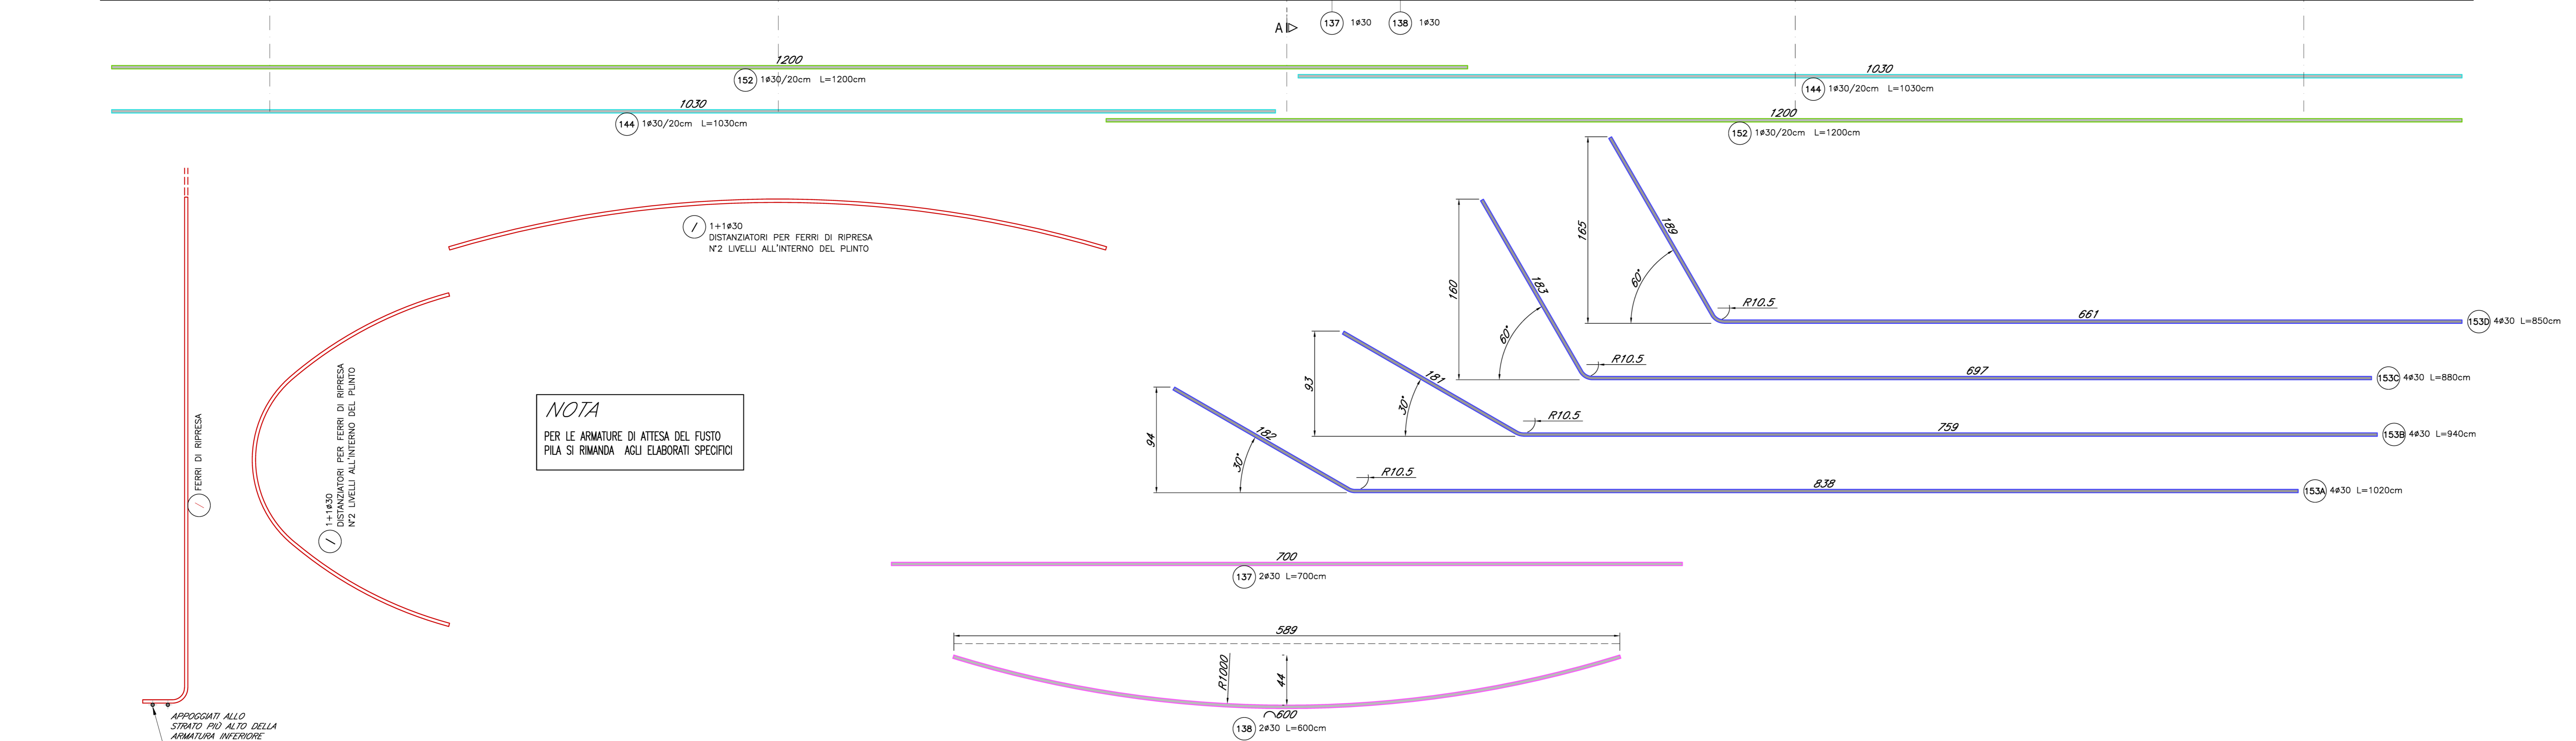 A
137 1ø30
138 1ø30
1200
152 1ø30/20cm L=1200cm
1030
144 1ø30/20cm L=1030cm
1030
144 1ø30/20cm L=1030cm
1200
152 1ø30/20cm L=1200cm
/ 1+1ø30
DISTANZIATORI PER FERRI DI RIPRESA
N°2 LIVELLI ALL'INTERNO DEL PLINTO
165
189
60°
R10.5
661
153D 4ø30 L=850cm
160
183
60°
R10.5
697
153C 4ø30 L=880cm
93
181
30°
R10.5
759
153B 4ø30 L=940cm
94
182
30°
R10.5
838
153A 4ø30 L=1020cm
/ FERRI DI RIPRESA
/ 1+1ø30
DISTANZIATORI PER FERRI DI RIPRESA
N°2 LIVELLI ALL'INTERNO DEL PLINTO
NOTA
PER LE ARMATURE DI ATTESA DEL FUSTO
PILA SI RIMANDA AGLI ELABORATI SPECIFICI
700
137 2ø30 L=700cm
589
R1000
44
600
138 2ø30 L=600cm
APPOGGIATI ALLO
STRATO PIÙ ALTO DELLA
ARMATURA INFERIORE